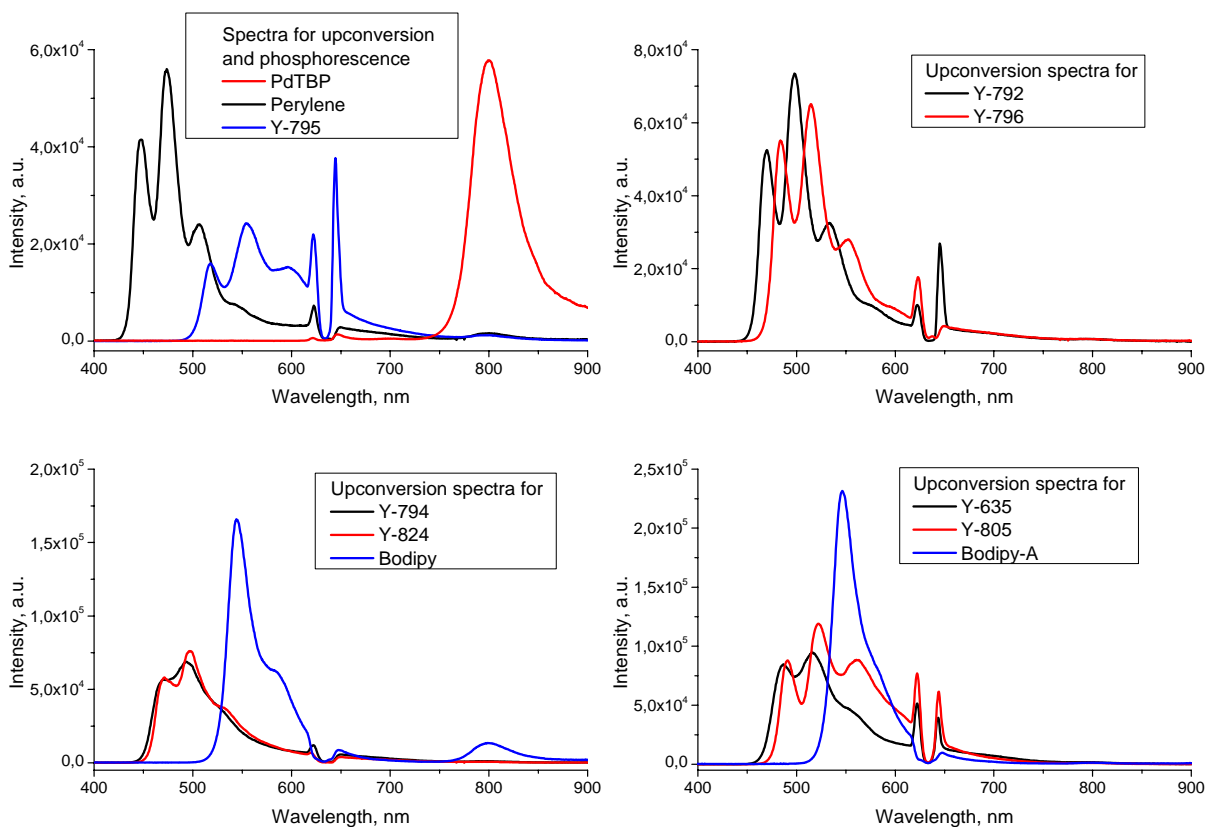 Spectra for upconversion
and phosphorescence
PdTBP
Perylene
Y-795
6,0x10⁴
4,0x10⁴
2,0x10⁴
0,0
Intensity, a.u.
400 500 600 700 800 900
Wavelength, nm
Upconversion spectra for
Y-792
Y-796
8,0x10⁴
6,0x10⁴
4,0x10⁴
2,0x10⁴
0,0
Intensity, a.u.
400 500 600 700 800 900
Wavelength, nm
Upconversion spectra for
Y-794
Y-824
Bodipy
2,0x10⁵
1,5x10⁵
1,0x10⁵
5,0x10⁴
0,0
Intensity, a.u.
400 500 600 700 800 900
Wavelength, nm
Upconversion spectra for
Y-635
Y-805
Bodipy-A
2,5x10⁵
2,0x10⁵
1,5x10⁵
1,0x10⁵
5,0x10⁴
0,0
Intensity, a.u.
400 500 600 700 800 900
Wavelength, nm